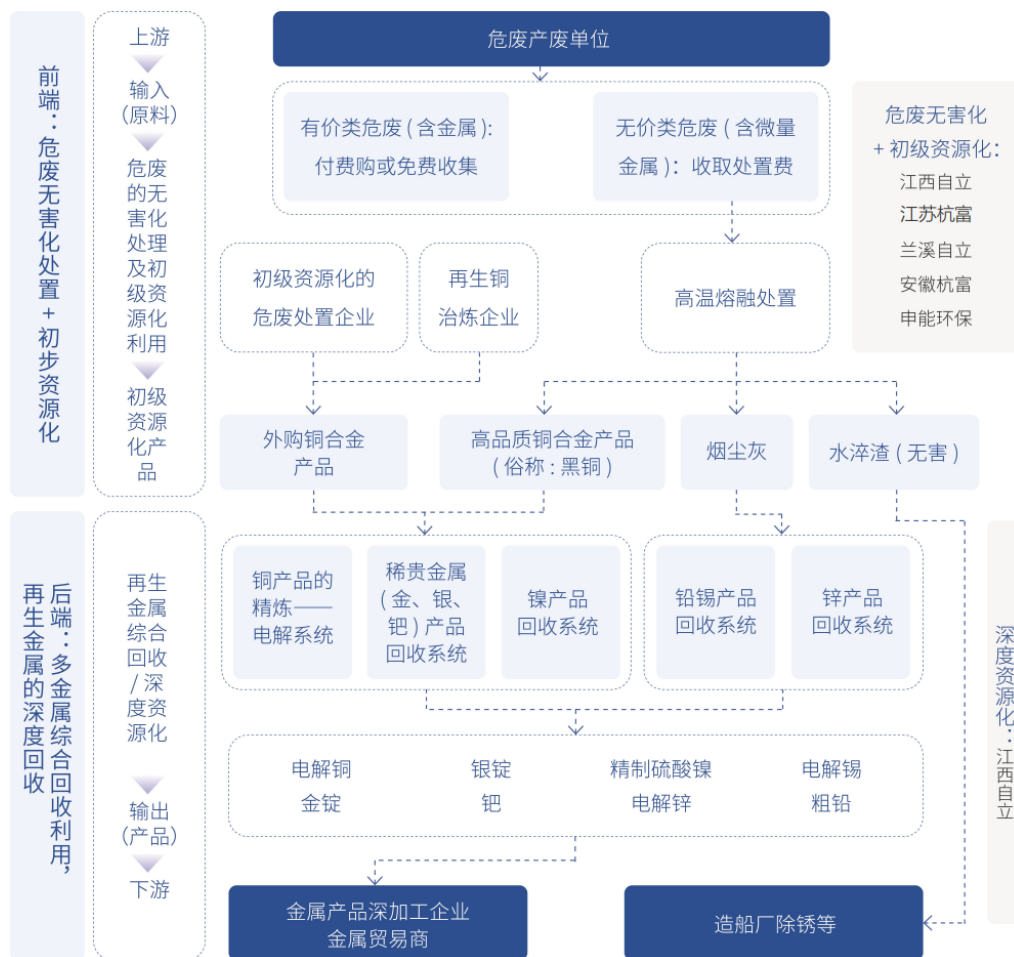 前端：危废无害化处置 + 初步资源化
上游
输入
（原料）
危废
的无
害化
处理
及初
级资
源化
利用
初级
资源
化产
品
危废产废单位
有价类危废 ( 含金属 ):
付费购或免费收集
无价类危废（ 含微量
金属 ）：收取处置费
初级资源化的
危废处置企业
再生铜
冶炼企业
高温熔融处置
外购铜合金
产品
高品质铜合金产品
( 俗称 : 黑铜 )
烟尘灰
水淬渣 ( 无害 )
危废无害化
+ 初级资源化：
江西自立
江苏杭富
兰溪自立
安徽杭富
申能环保
后端：多金属综合回收利用，
再生金属的深度回收
再生
金属
综合
回收
/ 深
度资
源化
输出
（产品）
下游
铜产品的
精炼——
电解系统
稀贵金属
( 金、银、
钯 ) 产品
回收系统
镍产品
回收系统
铅锡产品
回收系统
锌产品
回收系统
电解铜
银锭
精制硫酸镍
电解锡
金锭
钯
电解锌
粗铅
金属产品深加工企业
金属贸易商
造船厂除锈等
深度资源化：江西自立